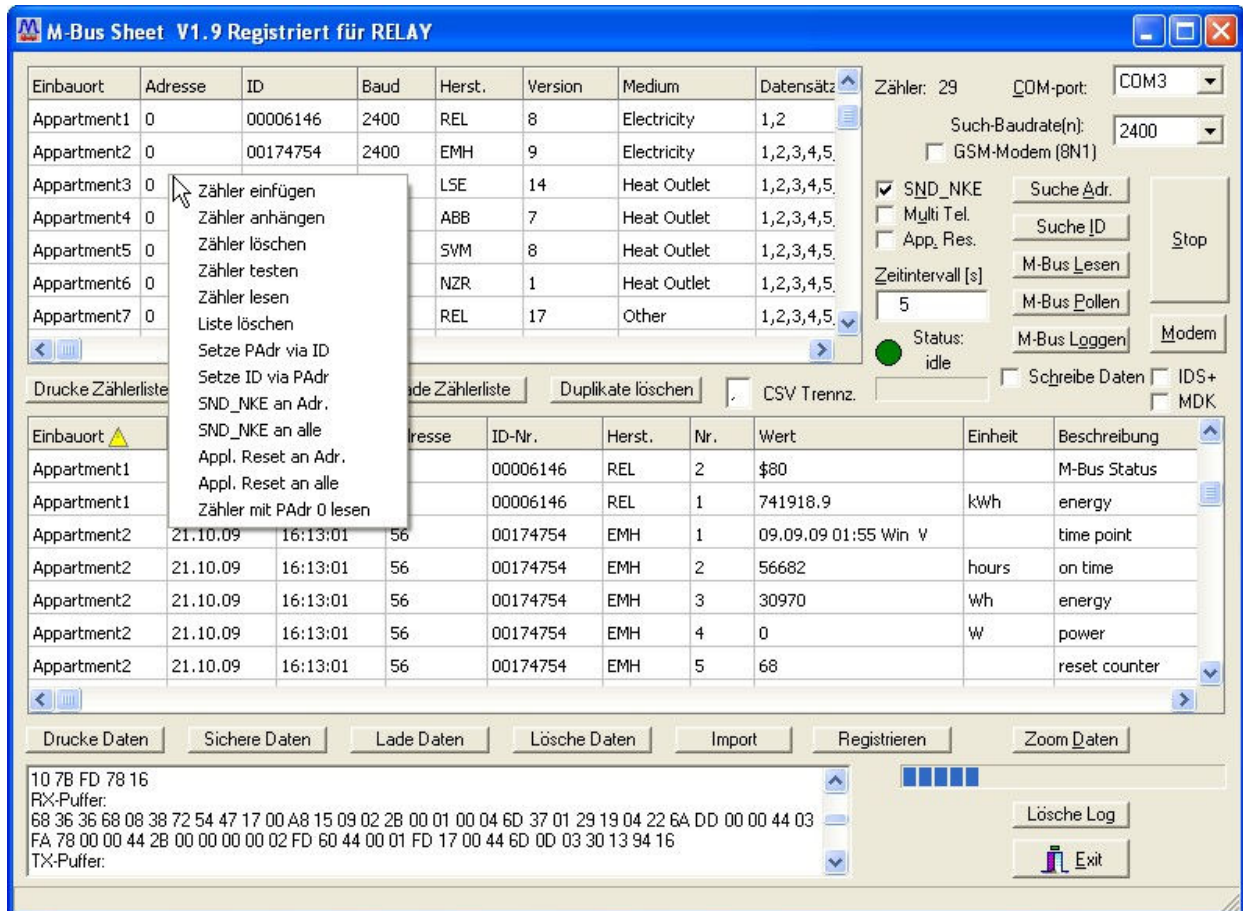 M-Bus Sheet V1.9 Registriert für RELAY
Einbauort Adresse ID Baud Herst. Version Medium Datensätz
Appartment1 0 00006146 2400 REL 8 Electricity 1,2
Appartment2 0 00174754 2400 EMH 9 Electricity 1,2,3,4,5,
Appartment3 0 LSE 14 Heat Outlet 1,2,3,4,5,
Appartment4 0 ABB 7 Heat Outlet 1,2,3,4,5,
Appartment5 0 SVM 8 Heat Outlet 1,2,3,4,5,
Appartment6 0 NZR 1 Heat Outlet 1,2,3,4,5,
Appartment7 0 REL 17 Other 1,2,3,4,5,
Zähler: 29 COM-port: COM3
Such-Baudrate(n): 2400
GSM-Modem (8N1)
SND_NKE Suche Adr.
Multi Tel. Suche ID
App. Res.
Stop
Zeitintervall [s] M-Bus Lesen
5 M-Bus Pollen
Status: M-Bus Loggen Modem
idle
Schreibe Daten IDS+
MDK
Zähler einfügen
Zähler anhängen
Zähler löschen
Zähler testen
Zähler lesen
Liste löschen
Setze PAdr via ID
Setze ID via PAdr
SND_NKE an Adr.
SND_NKE an alle
Appl. Reset an Adr.
Appl. Reset an alle
Zähler mit PAdr 0 lesen
Drucke Zählerliste ade Zählerliste Duplikate löschen , CSV Trennz.
Einbauort resse ID-Nr. Herst. Nr. Wert Einheit Beschreibung
Appartment1 00006146 REL 2 $80 M-Bus Status
Appartment1 00006146 REL 1 741918.9 kWh energy
Appartment2 21.10.09 16:13:01 56 00174754 EMH 1 09.09.09 01:55 Win V time point
Appartment2 21.10.09 16:13:01 56 00174754 EMH 2 56682 hours on time
Appartment2 21.10.09 16:13:01 56 00174754 EMH 3 30970 Wh energy
Appartment2 21.10.09 16:13:01 56 00174754 EMH 4 0 W power
Appartment2 21.10.09 16:13:01 56 00174754 EMH 5 68 reset counter
Drucke Daten Sichere Daten Lade Daten Lösche Daten Import Registrieren Zoom Daten
10 7B FD 78 16
RX-Puffer:
68 36 36 68 08 38 72 54 47 17 00 A8 15 09 02 2B 00 01 00 04 6D 37 01 29 19 04 22 6A DD 00 00 44 03
FA 78 00 00 44 2B 00 00 00 00 02 FD 60 44 00 01 FD 17 00 44 6D 0D 03 30 13 94 16
TX-Puffer:
Lösche Log
Exit